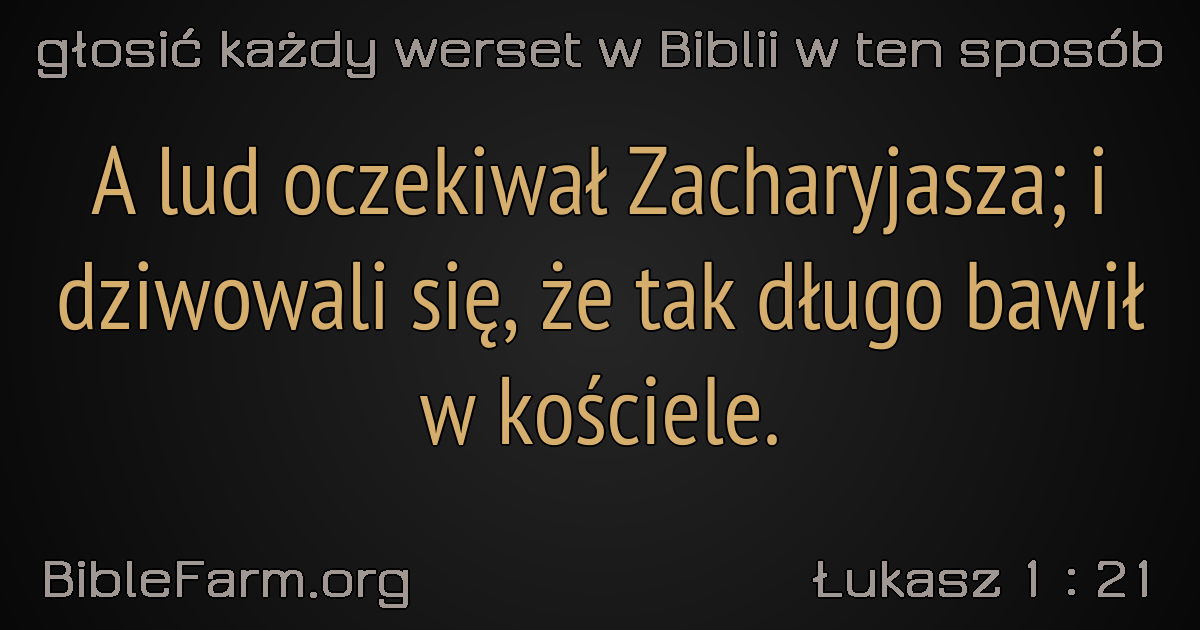 głosić każdy werset w Biblii w ten sposób
A lud oczekiwał Zacharyjasza; i
dziwowali się, że tak długo bawił
w kościele.
BibleFarm.org
Łukasz 1 : 21